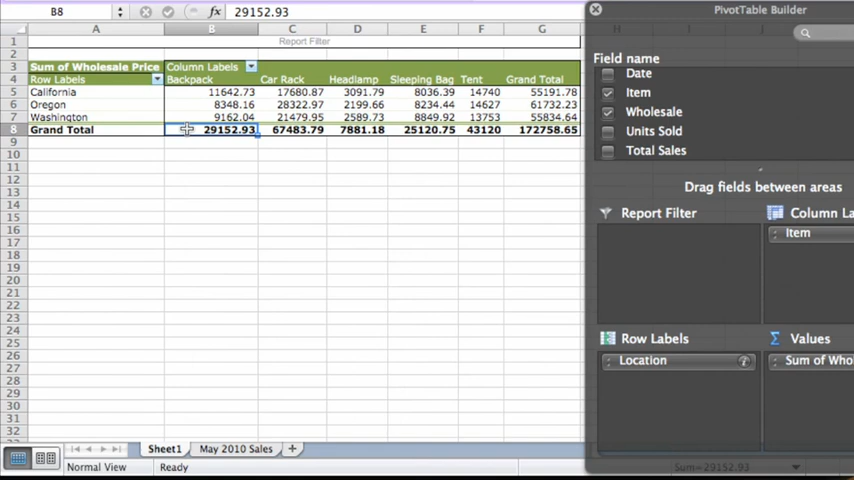 B8 fx 29152.93
PivotTable Builder
A B C D E F G H I J
1 Report Filter
2
3 Sum of Wholesale Price Column Labels
4 Row Labels Backpack Car Rack Headlamp Sleeping Bag Tent Grand Total
5 California 11642.73 17680.87 3091.79 8036.39 14740 55191.78
6 Oregon 8348.16 28322.97 2199.66 8234.44 14627 61732.23
7 Washington 9162.04 21479.95 2589.73 8849.92 13753 55834.64
8 Grand Total 29152.93 67483.79 7881.18 25120.75 43120 172758.65
9
10
11
12
13
14
15
16
17
18
19
20
21
22
23
24
25
26
27
28
29
30
31
32
Field name
Date
Item
Wholesale
Units Sold
Total Sales
Drag fields between areas
Report Filter
Column La
Item
Row Labels
Values
Location
Sum of Who
Sheet1 May 2010 Sales +
Normal View Ready Sum=29152.93